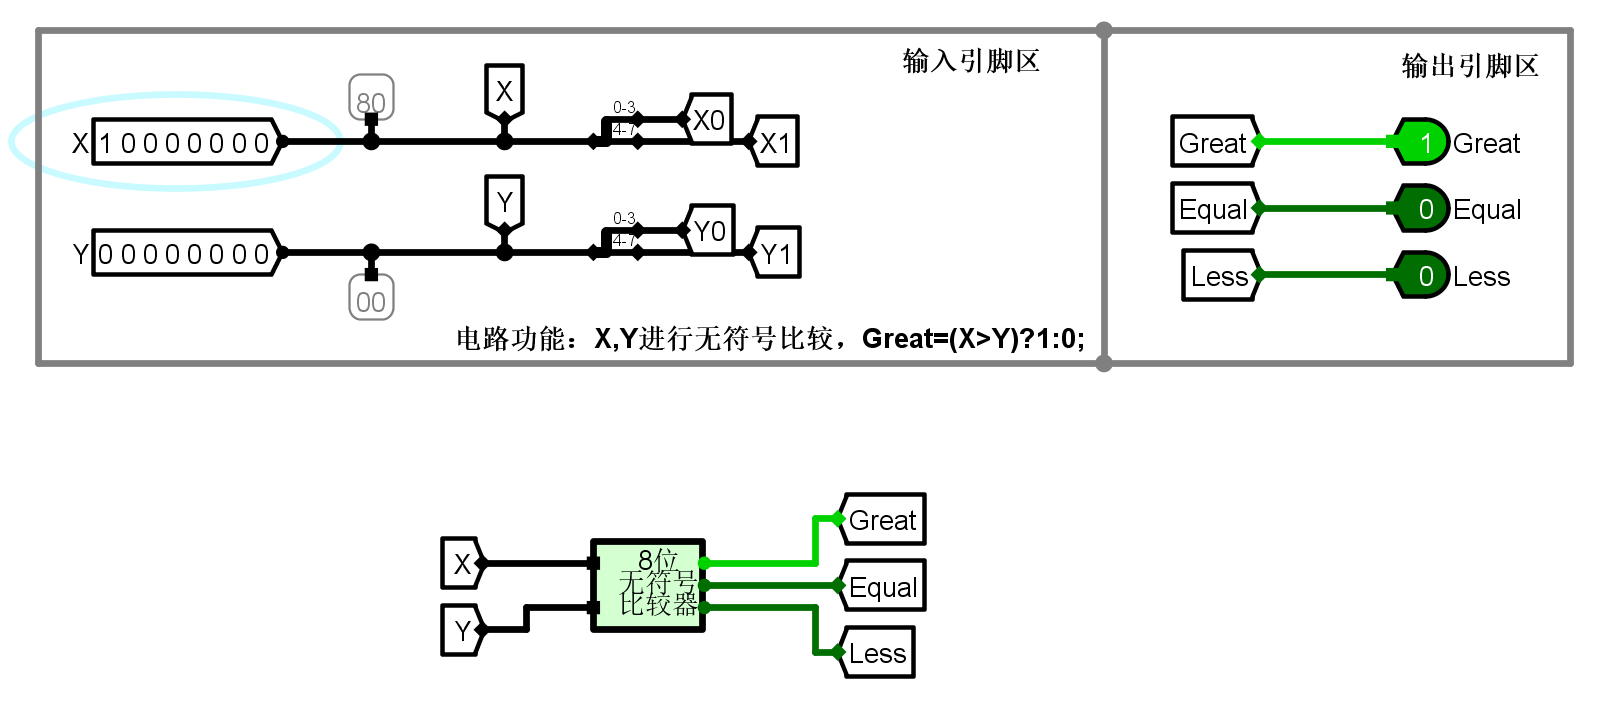 输入引脚区
输出引脚区
80
X
X 1 0 0 0 0 0 0 0
0-3
4-7
X0
X1
Y
Y 0 0 0 0 0 0 0 0
0-3
4-7
Y0
Y1
00
电路功能：X,Y进行无符号比较，Great=(X>Y)?1:0;
Great 1 Great
Equal 0 Equal
Less 0 Less
X
Y
8位
无符号
比较器
Great
Equal
Less